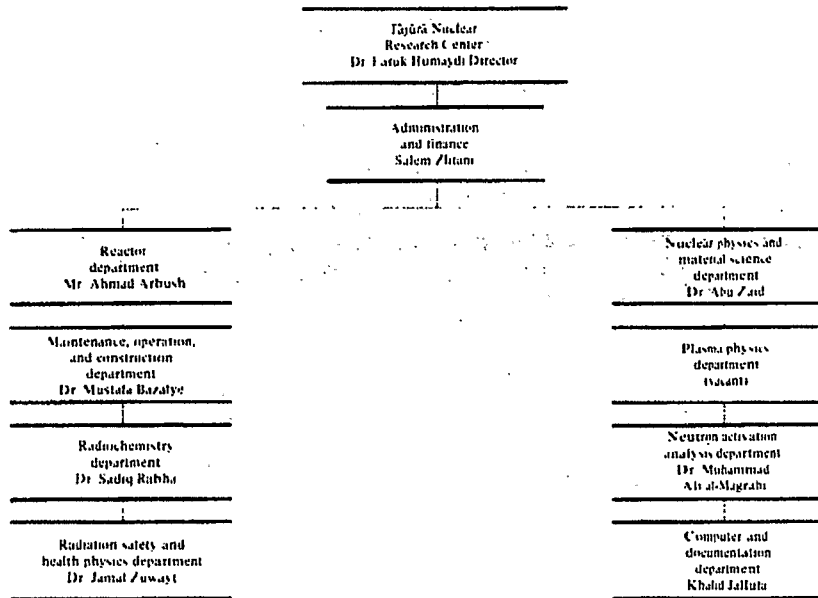 Tājūrā Nuclear
Research Center
Dr Faruk Humaydi Director
Administration
and finance
Salem Zlitani
Reactor
department
Mr. Ahmad Arbush
Maintenance, operation,
and construction
department
Dr Mustafa Bazalye
Radiochemistry
department
Dr Sadiq Rabha
Radiation safety and
health physics department
Dr Jamal Zuwayt
Nuclear physics and
material science
department
Dr Abu Zaid
Plasma physics
department
(vacant)
Neutron activation
analysis department
Dr. Muhammad
Ali al-Magrabi
Computer and
documentation
department
Khalid Jalluta